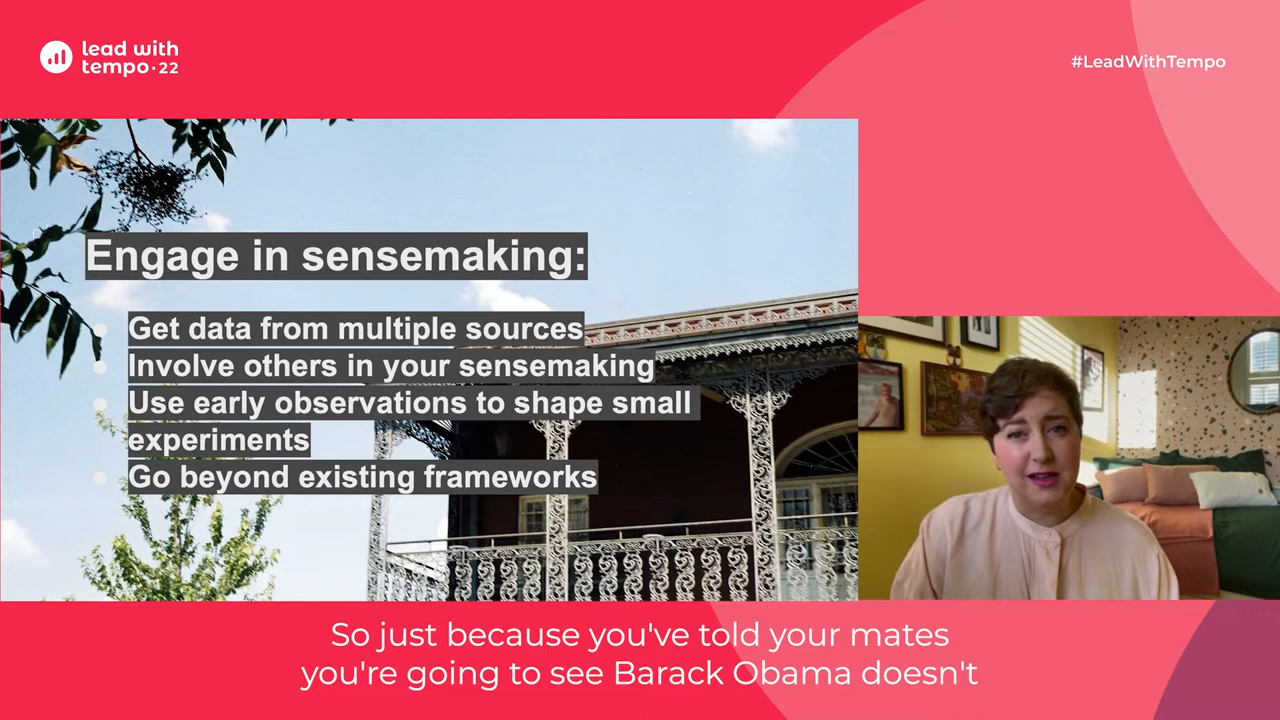 lead with
tempo·22
#LeadWithTempo
Engage in sensemaking:
● Get data from multiple sources
● Involve others in your sensemaking
● Use early observations to shape small
experiments
● Go beyond existing frameworks
So just because you've told your mates
you're going to see Barack Obama doesn't